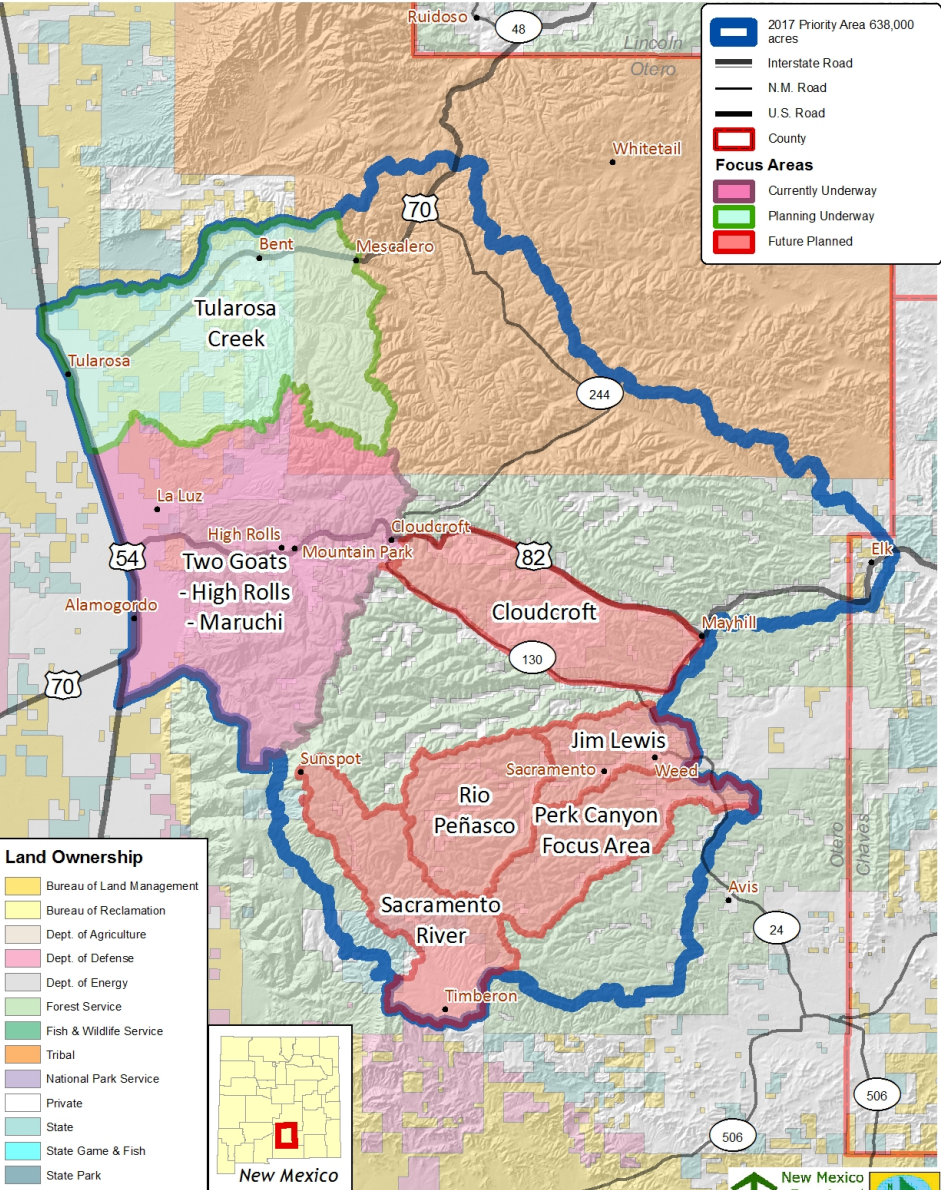 Ruidoso
48
Lincoln
Otero
2017 Priority Area 638,000
acres
Interstate Road
N.M. Road
U.S. Road
County
Focus Areas
Currently Underway
Planning Underway
Future Planned
Whitetail
70
Bent
Mescalero
Tularosa
Creek
Tularosa
244
La Luz
High Rolls
Mountain Park
Cloudcroft
54
Two Goats
- High Rolls
- Maruchi
82
Elk
Alamogordo
Cloudcroft
Mayhill
130
70
Jim Lewis
Sunspot
Sacramento
Weed
Rio
Peñasco
Perk Canyon
Focus Area
Otero
Chaves
Avis
Sacramento
River
24
Timberon
506
506
Land Ownership
Bureau of Land Management
Bureau of Reclamation
Dept. of Agriculture
Dept. of Defense
Dept. of Energy
Forest Service
Fish & Wildlife Service
Tribal
National Park Service
Private
State
State Game & Fish
State Park
New Mexico
New Mexico